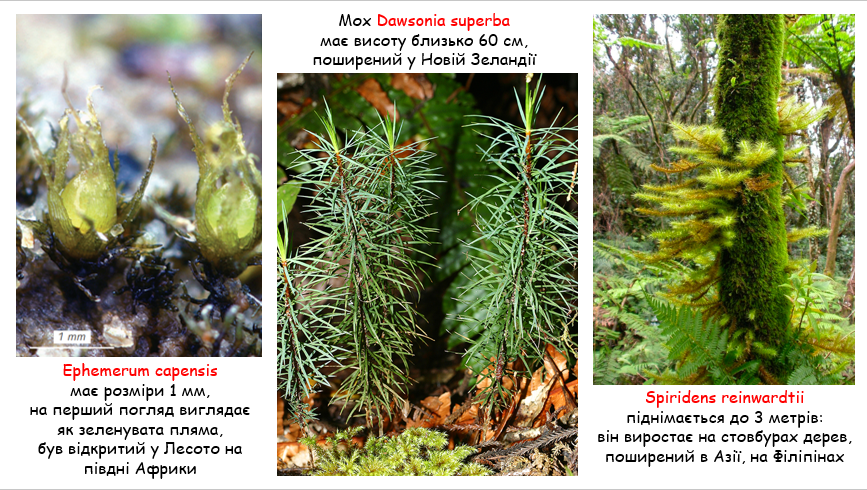 1 mm
Ephemerum capensis
має розміри 1 мм,
на перший погляд виглядає
як зеленувата пляма,
був відкритий у Лесото на
півдні Африки
Мох Dawsonia superba
має висоту близько 60 см,
поширений у Новій Зеландії
Spiridens reinwardtii
піднімається до 3 метрів:
він виростає на стовбурах дерев,
поширений в Азії, на Філіпінах